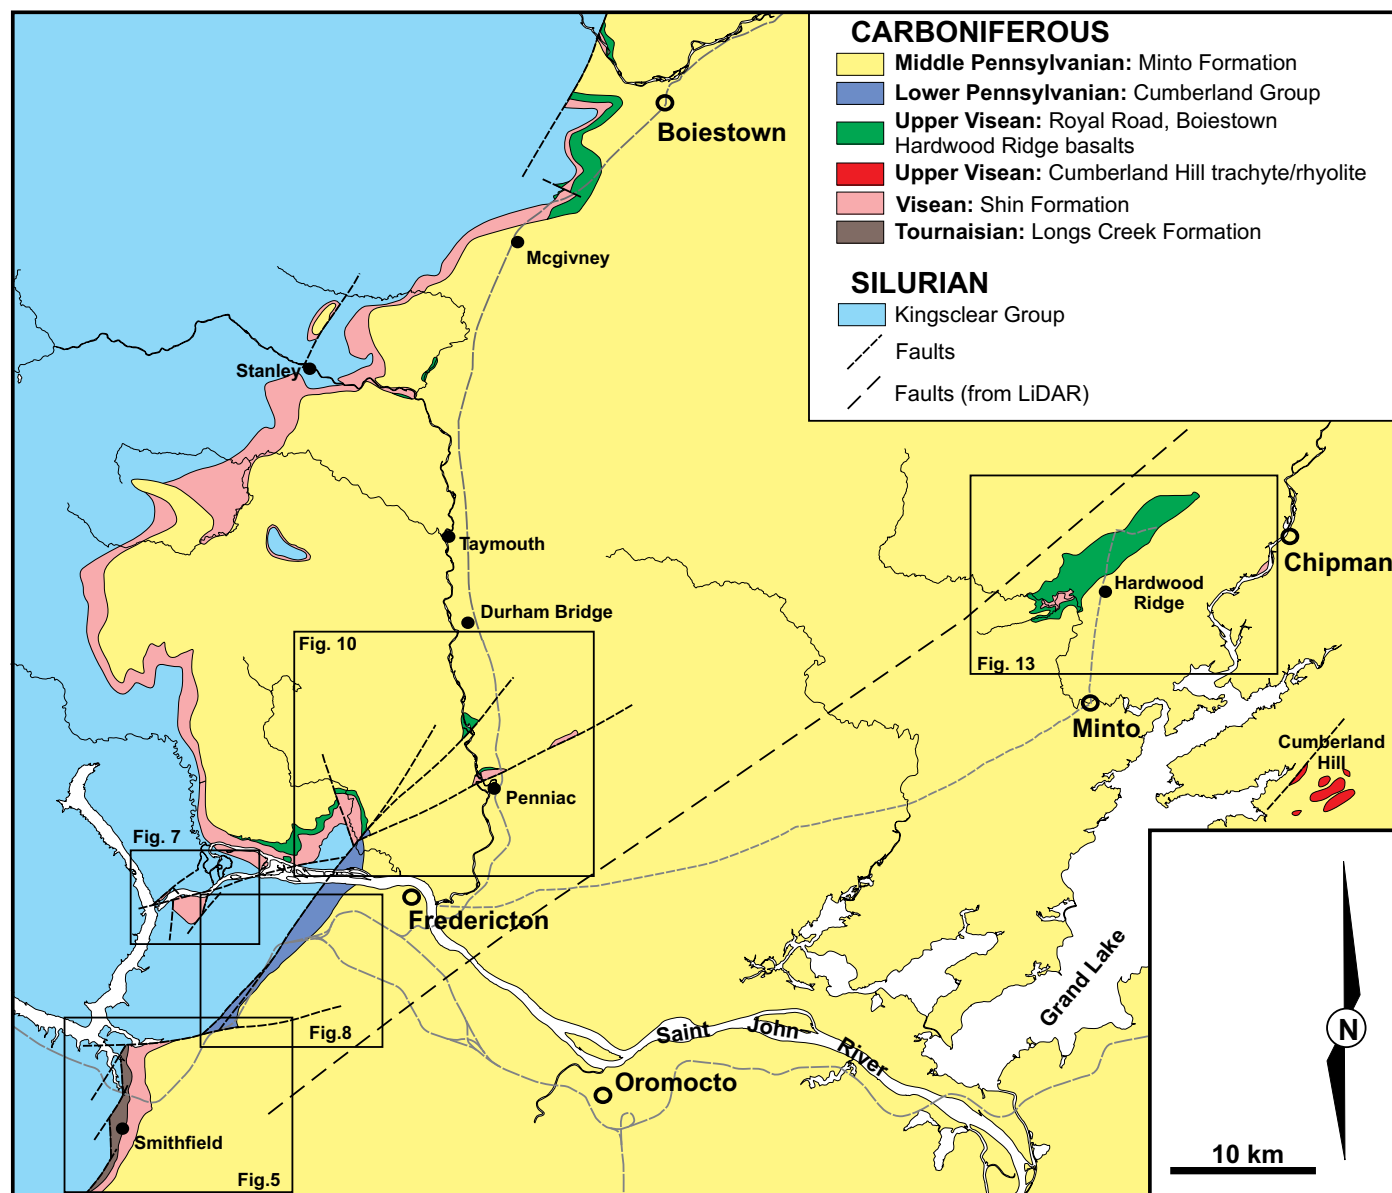 CARBONIFEROUS
Middle Pennsylvanian: Minto Formation
Lower Pennsylvanian: Cumberland Group
Upper Visean: Royal Road, Boiestown
Hardwood Ridge basalts
Upper Visean: Cumberland Hill trachyte/rhyolite
Visean: Shin Formation
Tournaisian: Longs Creek Formation
SILURIAN
Kingsclear Group
Faults
Faults (from LiDAR)
Boiestown
Mcgivney
Stanley
Taymouth
Durham Bridge
Fig. 10
Penniac
Hardwood
Ridge
Chipman
Fig. 13
Minto
Cumberland
Hill
Fig. 7
Fredericton
Fig.8
Grand Lake
Saint John River
Oromocto
Smithfield
Fig.5
N
10 km